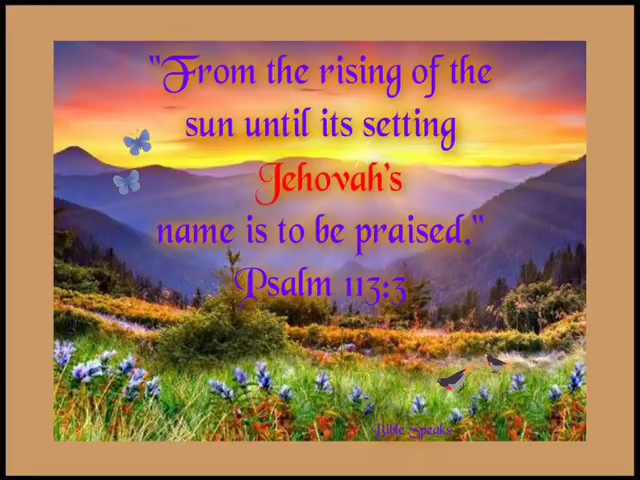 "From the rising of the
sun until its setting
Jehovah's
name is to be praised."
Psalm 113:3
Bible Speaks